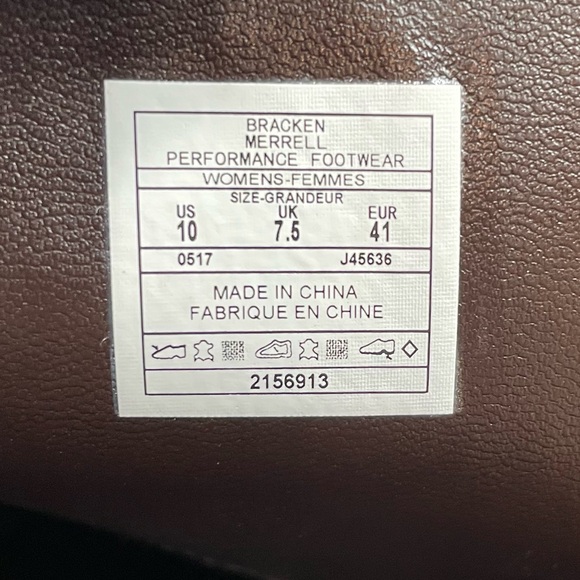 BRACKEN
MERRELL
PERFORMANCE FOOTWEAR
WOMENS-FEMMES
SIZE-GRANDEUR
US UK EUR
10 7.5 41
0517 J45636
MADE IN CHINA
FABRIQUE EN CHINE
2156913